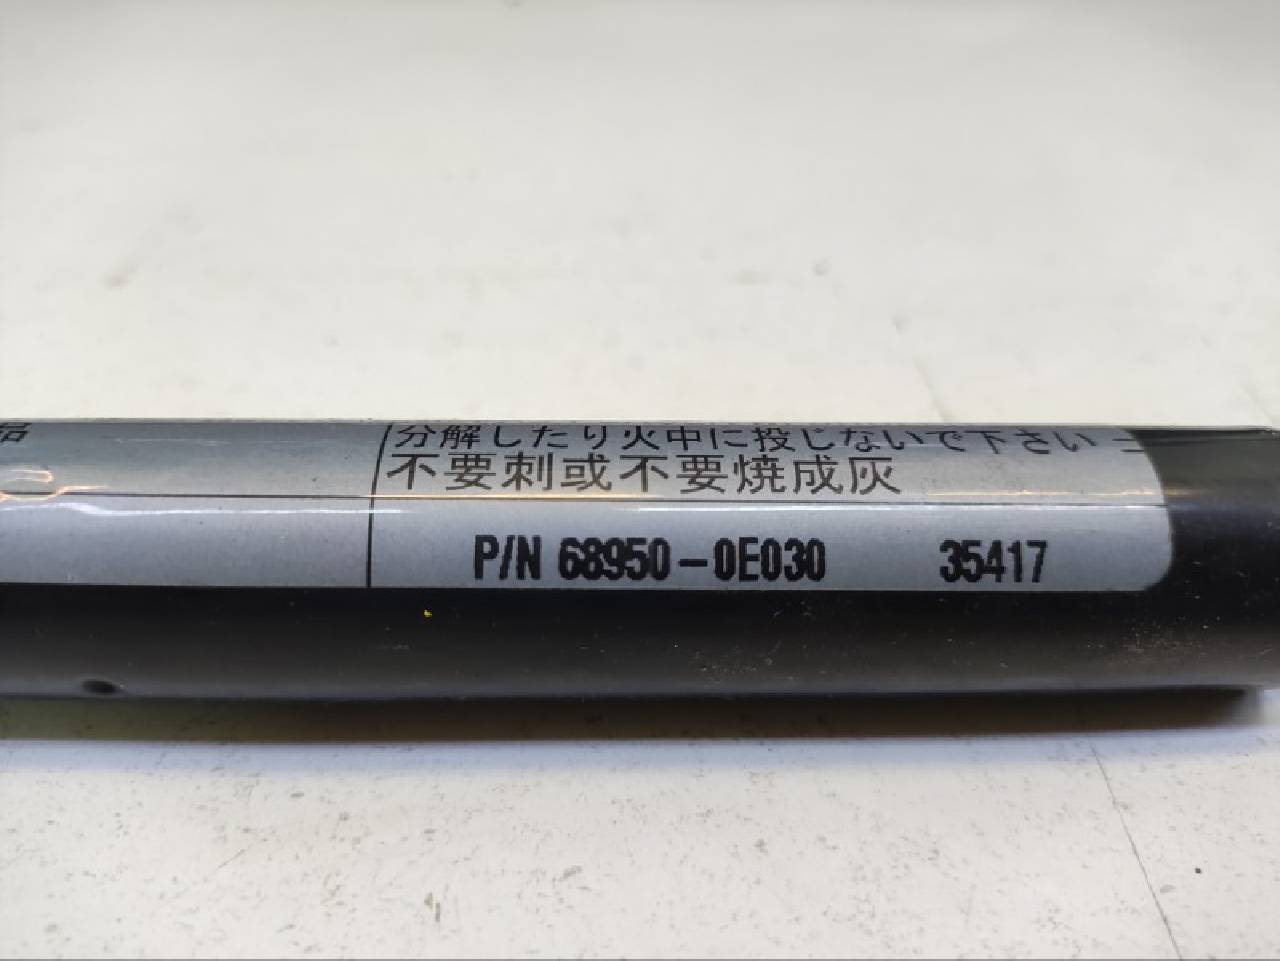 品
分解したり火中に投じないで下さい
不要刺或不要焼成灰
P/N 68950-0E030 35417